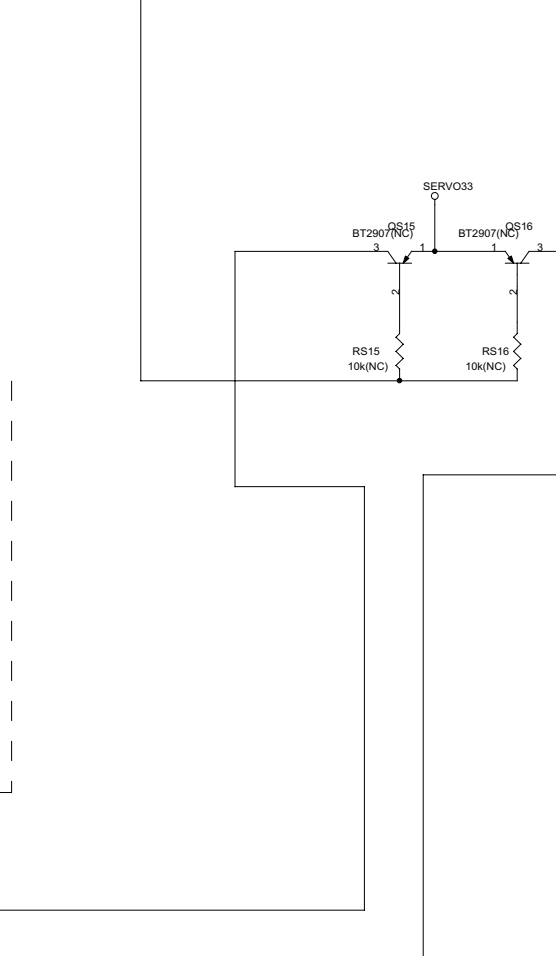 SERVO33
QS15
QS16
BT2907(NC)
BT2907(NC)
3
1
1
3
2
2
RS15
RS16
10k(NC)
10k(NC)